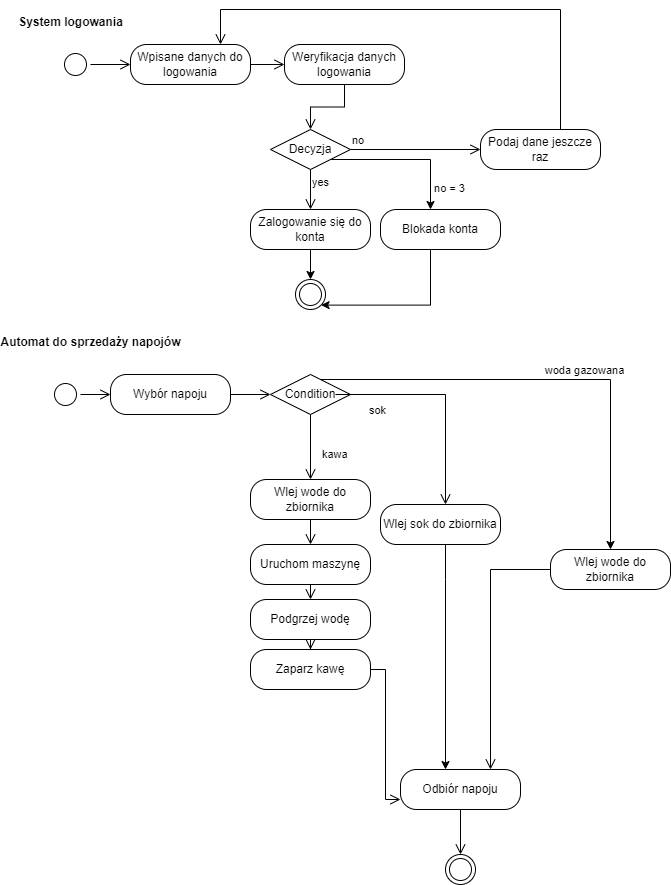 System logowania
Wpisane danych do
logowania
Weryfikacja danych
logowania
Decyzja
no
Podaj dane jeszcze
raz
yes
no = 3
Zalogowanie się do
konta
Blokada konta
Automat do sprzedaży napojów
woda gazowana
Wybór napoju
Condition
sok
kawa
Wlej wode do
zbiornika
Wlej sok do zbiornika
Uruchom maszynę
Wlej wode do
zbiornika
Podgrzej wodę
Zaparz kawę
Odbiór napoju